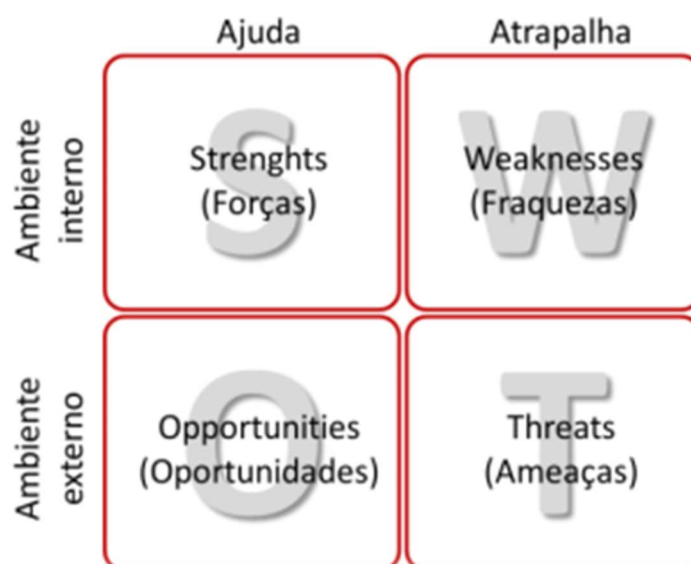 Ajuda
Atrapalha
Ambiente
interno
S
Strenghts
(Forças)
W
Weaknesses
(Fraquezas)
Ambiente
externo
O
Opportunities
(Oportunidades)
T
Threats
(Ameaças)